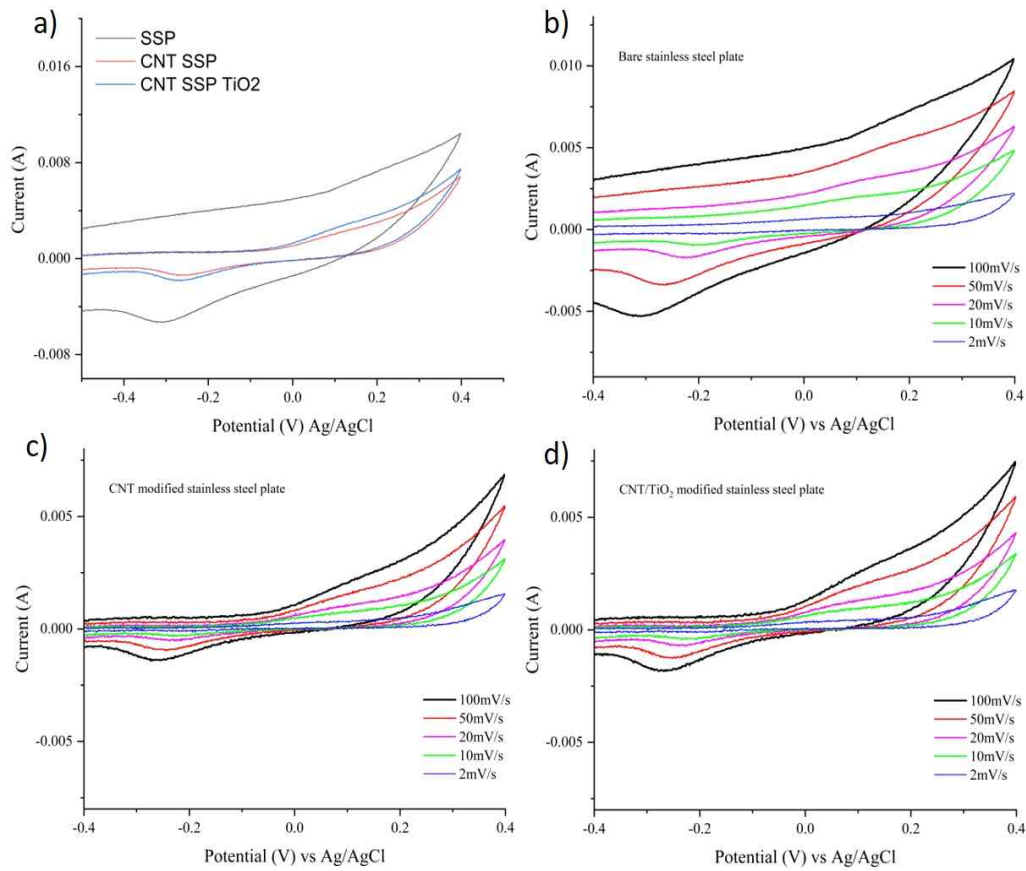 a)
SSP
CNT SSP
CNT SSP TiO2
0.016
0.008
0.000
-0.008
Current (A)
-0.4
-0.2
0.0
0.2
0.4
Potential (V) Ag/AgCl
b)
Bare stainless steel plate
0.010
0.005
0.000
-0.005
Current (A)
100mV/s
50mV/s
20mV/s
10mV/s
2mV/s
-0.4
-0.2
0.0
0.2
0.4
Potential (V) vs Ag/AgCl
c)
CNT modified stainless steel plate
0.005
0.000
-0.005
Current (A)
100mV/s
50mV/s
20mV/s
10mV/s
2mV/s
-0.4
-0.2
0.0
0.2
0.4
Potential (V) vs Ag/AgCl
d)
CNT/TiO₂ modified stainless steel plate
0.005
0.000
-0.005
Current (A)
100mV/s
50mV/s
20mV/s
10mV/s
2mV/s
-0.4
-0.2
0.0
0.2
0.4
Potential (V) vs Ag/AgCl